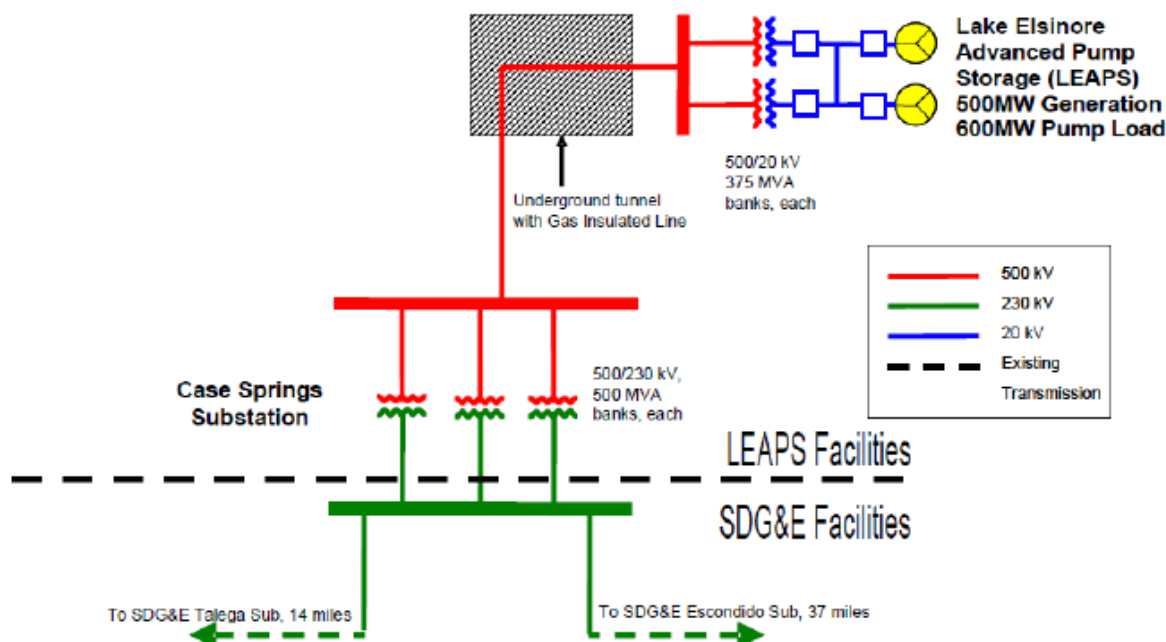 Lake Elsinore
Advanced Pump
Storage (LEAPS)
500MW Generation
600MW Pump Load
500/20 kV
375 MVA
banks, each
Underground tunnel
with Gas Insulated Line
500 kV
230 kV
20 kV
Existing
Transmission
Case Springs
Substation
500/230 kV,
500 MVA
banks, each
LEAPS Facilities
SDG&E Facilities
To SDG&E Talega Sub, 14 miles
To SDG&E Escondido Sub, 37 miles